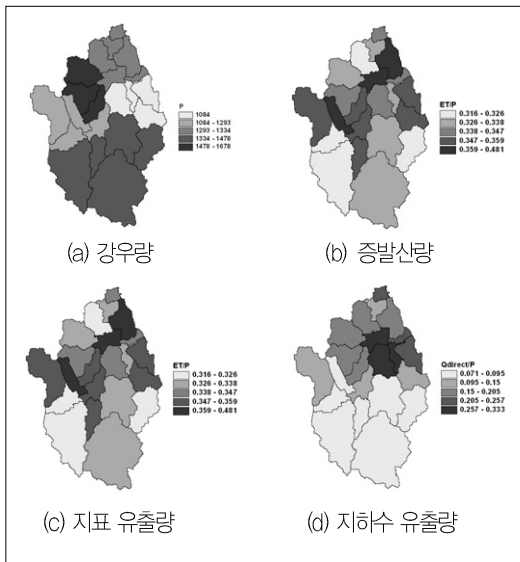 P
1084
1084 - 1293
1293 - 1334
1334 - 1478
1478 - 1678
(a) 강우량
ET/P
0.316 - 0.326
0.326 - 0.338
0.338 - 0.347
0.347 - 0.359
0.359 - 0.481
(b) 증발산량
ET/P
0.316 - 0.326
0.326 - 0.338
0.338 - 0.347
0.347 - 0.359
0.359 - 0.481
(c) 지표 유출량
Qdirect/P
0.071 - 0.095
0.095 - 0.15
0.15 - 0.205
0.205 - 0.257
0.257 - 0.333
(d) 지하수 유출량